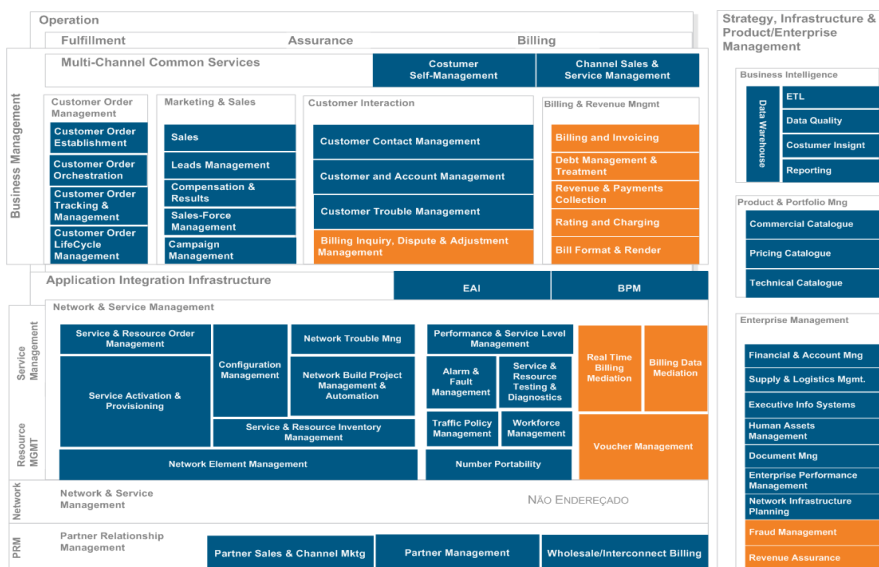 Operation
Fulfillment
Assurance
Billing
Multi-Channel Common Services
Costumer
Self-Management
Channel Sales &
Service Management
Business Management
Customer Order
Management
Customer Order
Establishment
Customer Order
Orchestration
Customer Order
Tracking &
Management
Customer Order
LifeCycle
Management
Marketing & Sales
Sales
Leads Management
Compensation &
Results
Sales-Force
Management
Campaign
Management
Customer Interaction
Customer Contact Management
Customer and Account Management
Customer Trouble Management
Billing Inquiry, Dispute & Adjustment
Management
Billing & Revenue Mngmt
Billing and Invoicing
Debt Management &
Treatment
Revenue & Payments
Collection
Rating and Charging
Bill Format & Render
Application Integration Infrastructure
EAI
BPM
Network & Service Management
Service
Management
Resource
MGMT
Service & Resource Order
Management
Service Activation &
Provisioning
Configuration
Management
Network Trouble Mng
Network Build Project
Management &
Automation
Service & Resource Inventory
Management
Network Element Management
Performance & Service Level
Management
Alarm &
Fault
Management
Service &
Resource
Testing &
Diagnostics
Traffic Policy
Management
Workforce
Management
Number Portability
Real Time
Billing
Mediation
Billing Data
Mediation
Voucher Management
Network
Network & Service
Management
NÃO ENDEREÇADO
PRM
Partner Relationship
Management
Partner Sales & Channel Mktg
Partner Management
Wholesale/Interconnect Billing
Strategy, Infrastructure &
Product/Enterprise
Management
Business Intelligence
Data Warehouse
ETL
Data Quality
Costumer Insignt
Reporting
Product & Portfolio Mng
Commercial Catalogue
Pricing Catalogue
Technical Catalogue
Enterprise Management
Financial & Account Mng
Supply & Logistics Mgmt.
Executive Info Systems
Human Assets
Management
Document Mng
Enterprise Performance
Management
Network Infrastructure
Planning
Fraud Management
Revenue Assurance